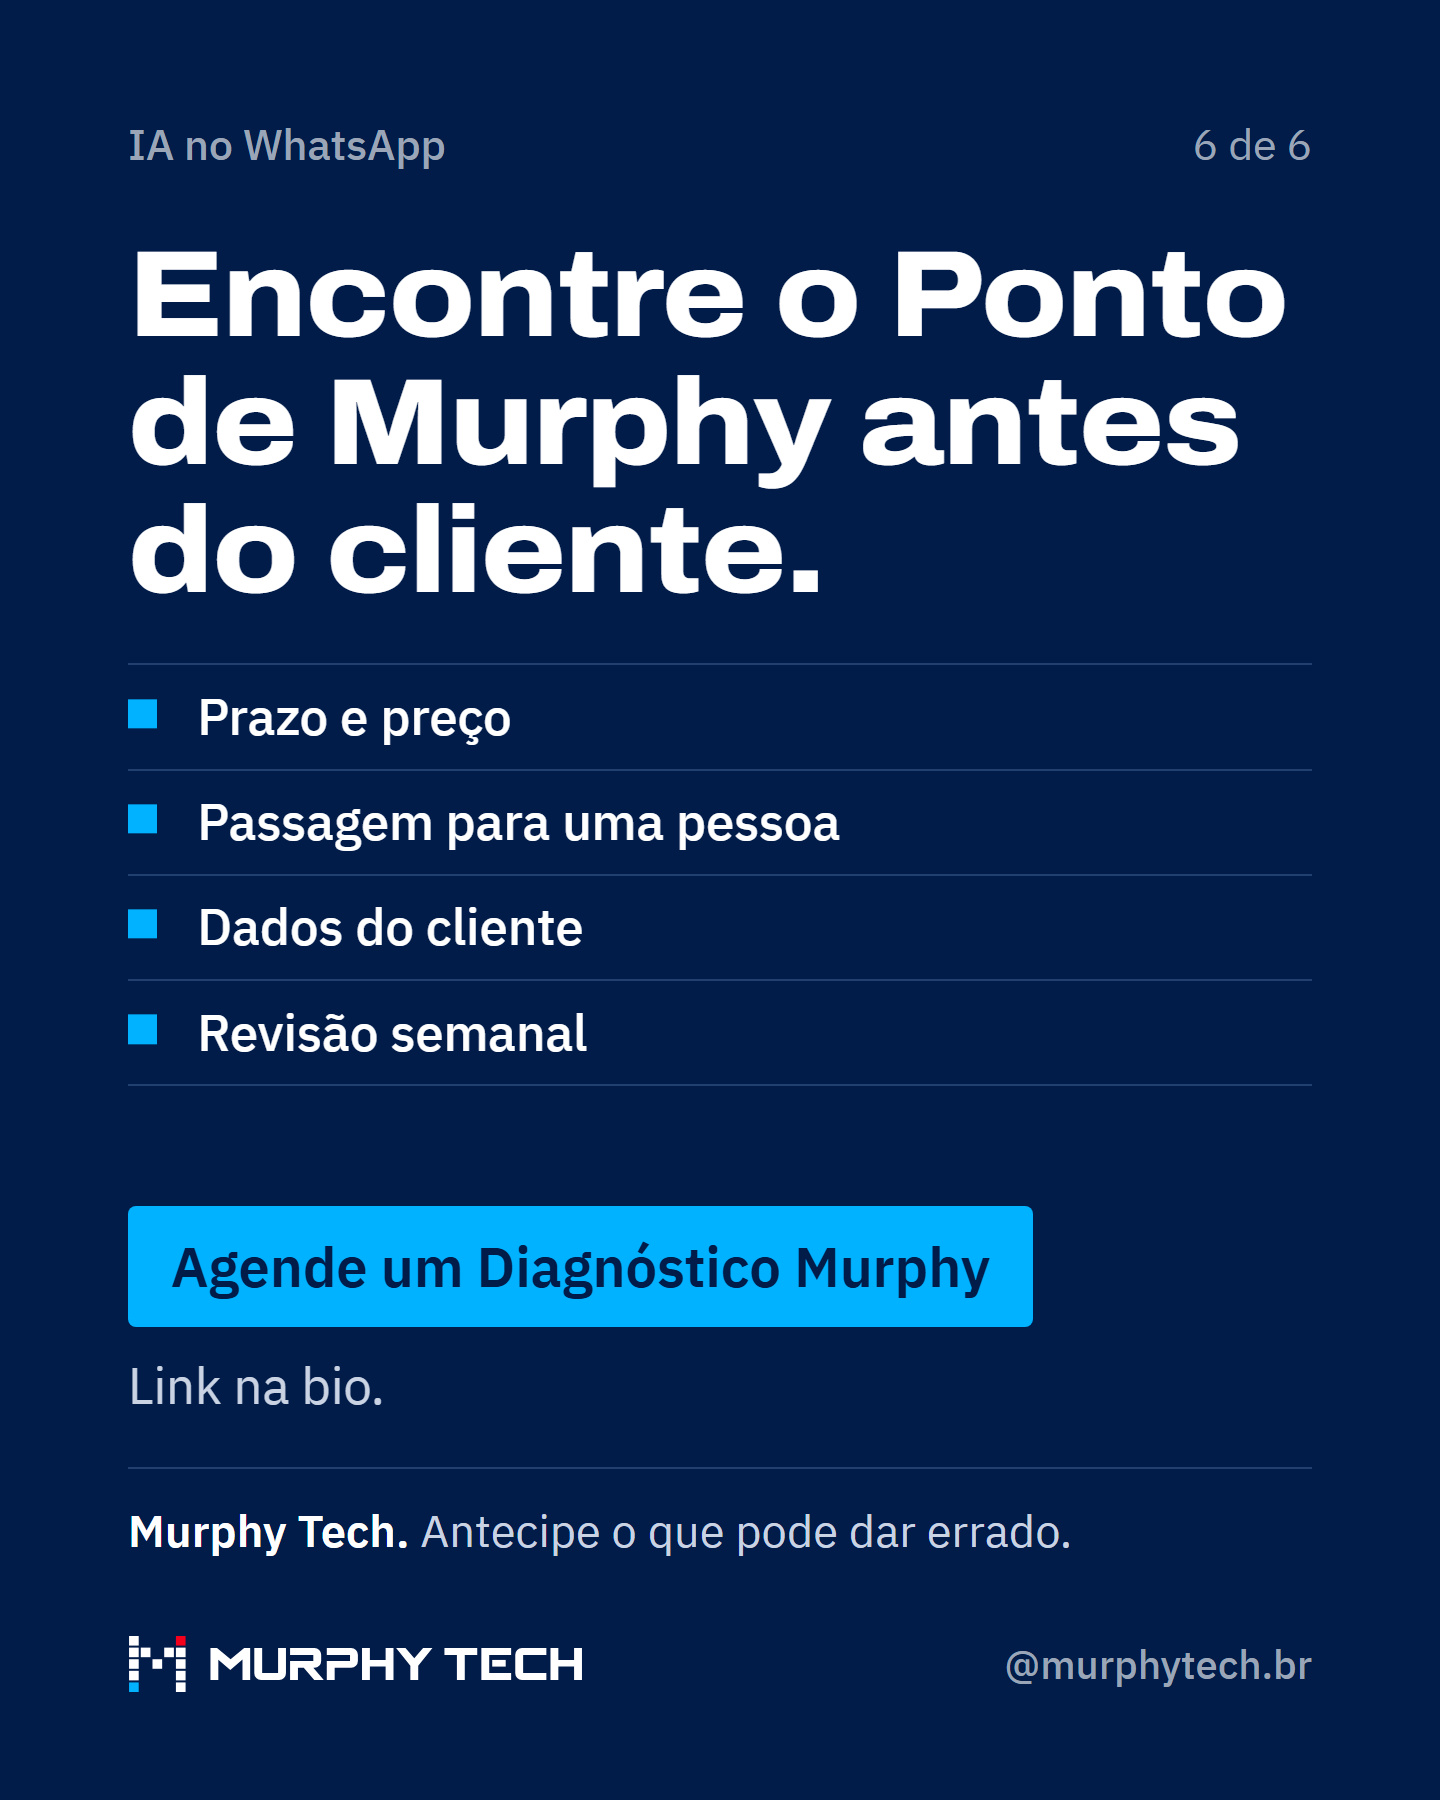 IA no WhatsApp
6 de 6
Encontre o Ponto
de Murphy antes
do cliente.
Prazo e preço
Passagem para uma pessoa
Dados do cliente
Revisão semanal
Agende um Diagnóstico Murphy
Link na bio.
Murphy Tech. Antecipe o que pode dar errado.
MURPHY TECH
@murphytech.br